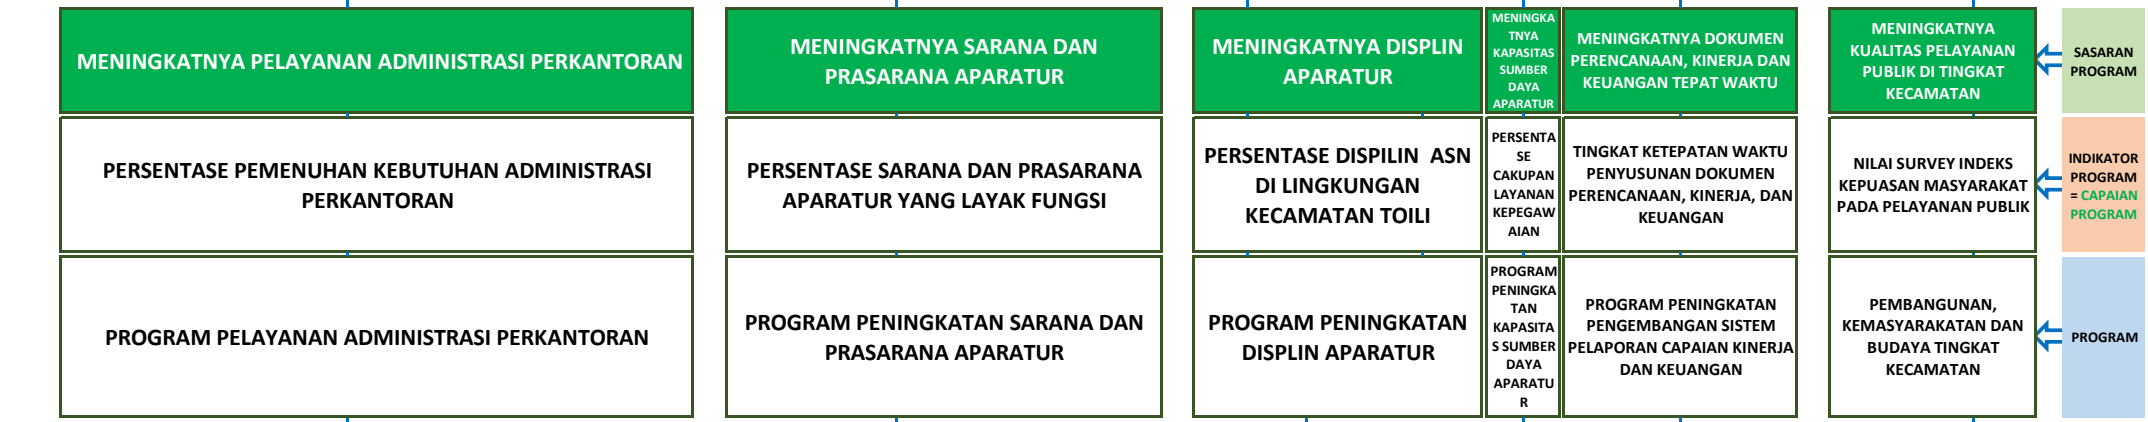 MENINGKATNYA PELAYANAN ADMINISTRASI PERKANTORAN
MENINGKATNYA SARANA DAN
PRASARANA APARATUR
MENINGKATNYA DISPLIN
APARATUR
MENINGKA
TNYA
KAPASITAS
SUMBER
DAYA
APARATUR
MENINGKATNYA DOKUMEN
PERENCANAAN, KINERJA DAN
KEUANGAN TEPAT WAKTU
MENINGKATNYA
KUALITAS PELAYANAN
PUBLIK DI TINGKAT
KECAMATAN
SASARAN
PROGRAM
PERSENTASE PEMENUHAN KEBUTUHAN ADMINISTRASI
PERKANTORAN
PERSENTASE SARANA DAN PRASARANA
APARATUR YANG LAYAK FUNGSI
PERSENTASE DISPILIN ASN
DI LINGKUNGAN
KECAMATAN TOILI
PERSENTA
SE
CAKUPAN
LAYANAN
KEPEGAW
AIAN
TINGKAT KETEPATAN WAKTU
PENYUSUNAN DOKUMEN
PERENCANAAN, KINERJA, DAN
KEUANGAN
NILAI SURVEY INDEKS
KEPUASAN MASYARAKAT
PADA PELAYANAN PUBLIK
INDIKATOR
PROGRAM
= CAPAIAN
PROGRAM
PROGRAM PELAYANAN ADMINISTRASI PERKANTORAN
PROGRAM PENINGKATAN SARANA DAN
PRASARANA APARATUR
PROGRAM PENINGKATAN
DISPLIN APARATUR
PROGRAM
PENINGKA
TAN
KAPASITA
S SUMBER
DAYA
APARATU
R
PROGRAM PENINGKATAN
PENGEMBANGAN SISTEM
PELAPORAN CAPAIAN KINERJA
DAN KEUANGAN
PEMBANGUNAN,
KEMASYARAKATAN DAN
BUDAYA TINGKAT
KECAMATAN
PROGRAM